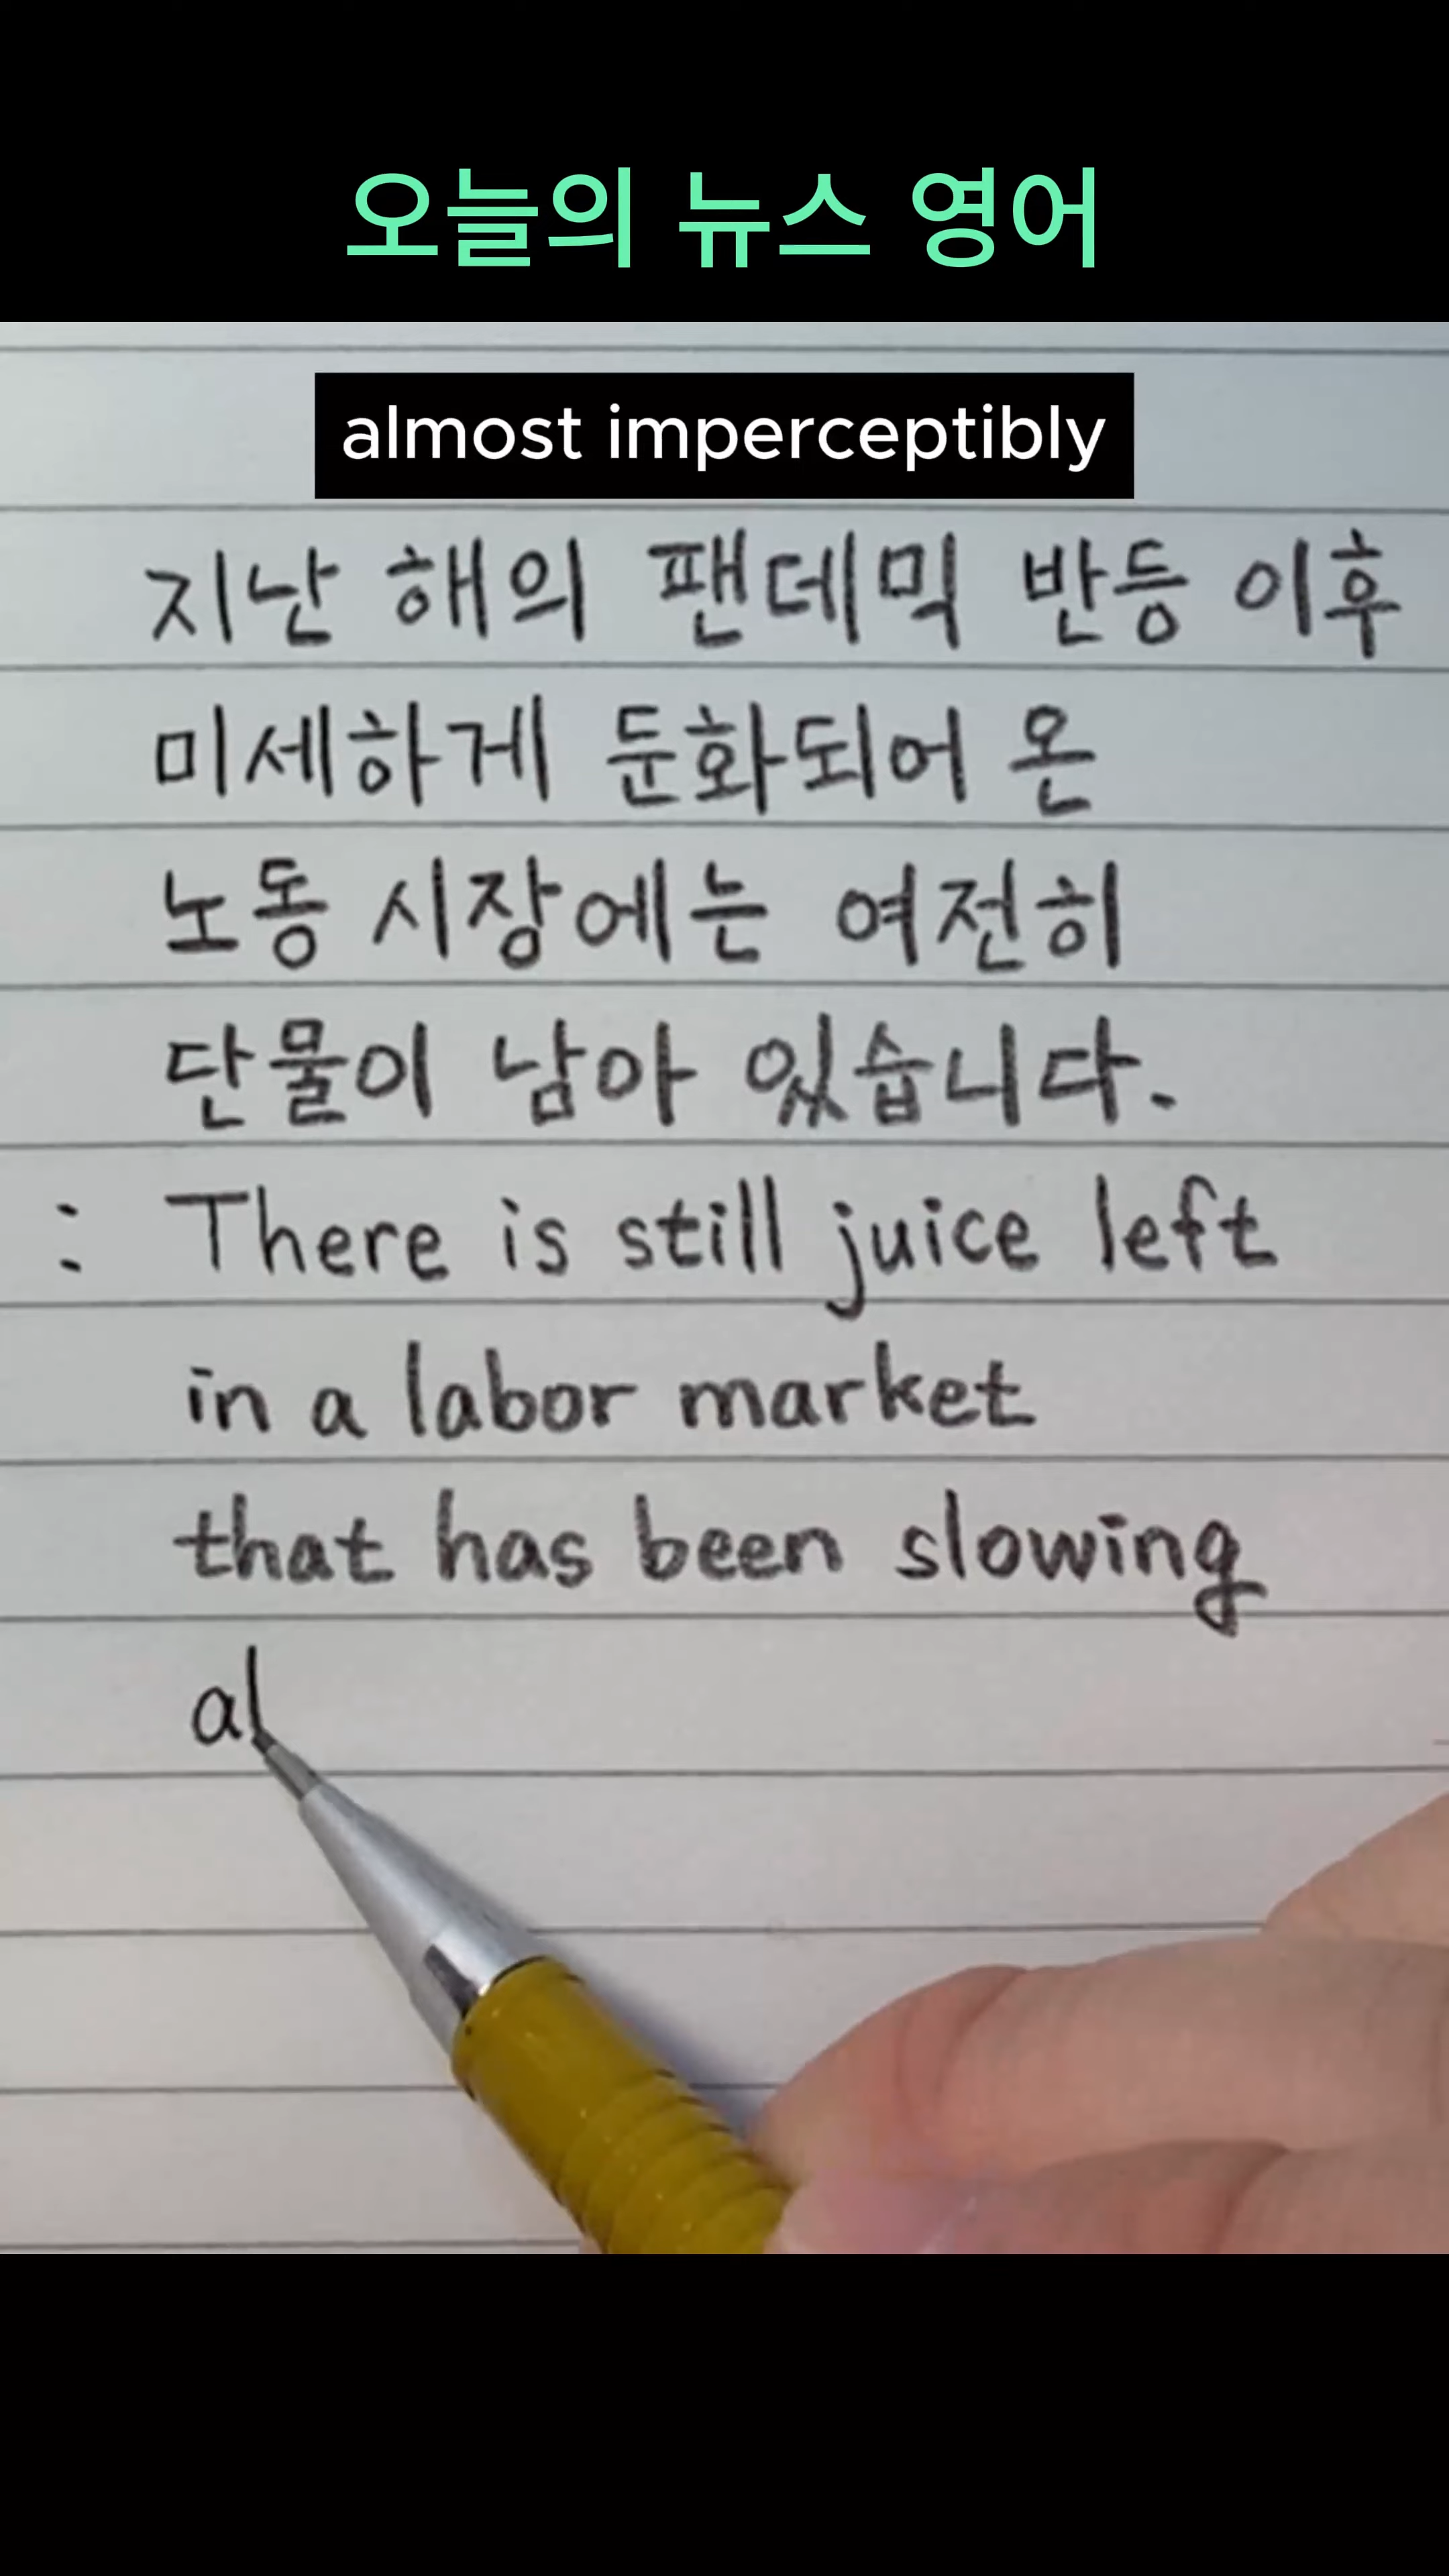 오늘의 뉴스 영어
almost imperceptibly
지난 해의 팬데믹 반등 이후
미세하게 둔화되어 온
노동 시장에는 여전히
단물이 남아 있습니다.
: There is still juice left
in a labor market
that has been slowing
al